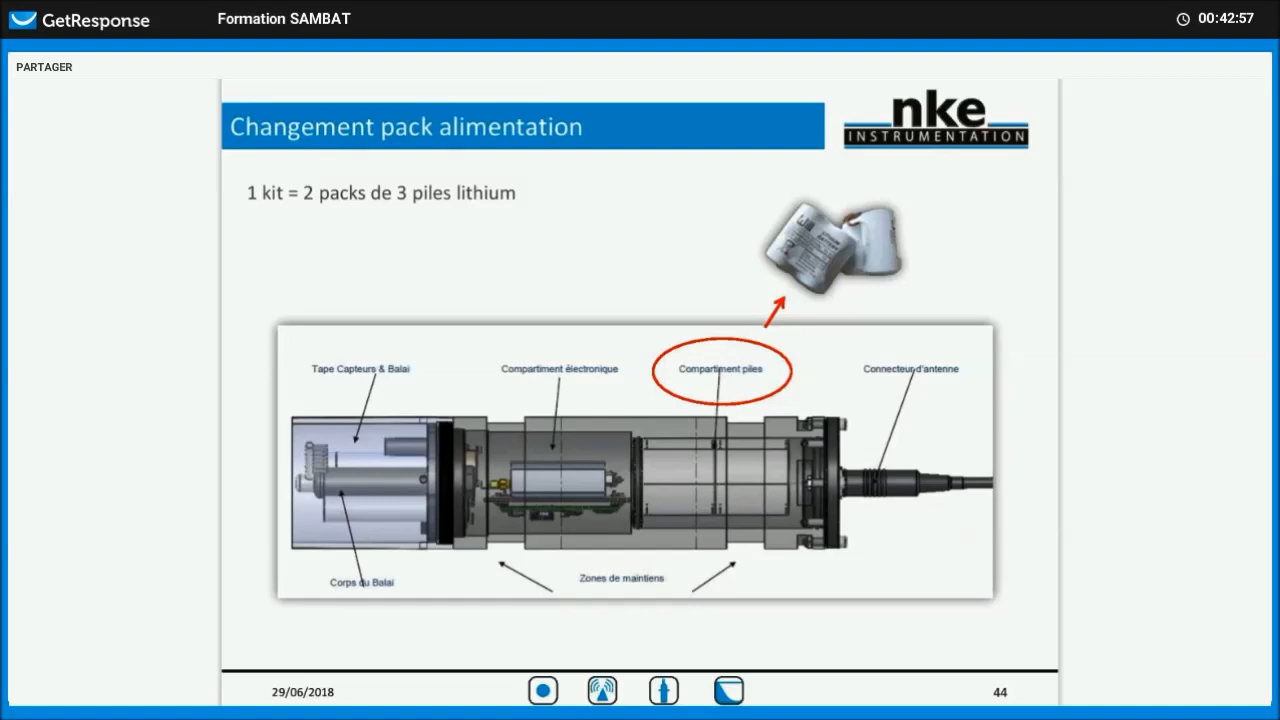 GetResponse
Formation SAMBAT
00:42:57
PARTAGER
Changement pack alimentation
nke
INSTRUMENTATION
1 kit = 2 packs de 3 piles lithium
Tape Capteurs & Balai
Compartiment électronique
Compartiment piles
Connecteur d'antenne
Corps du Balai
Zones de maintiens
29/06/2018
44